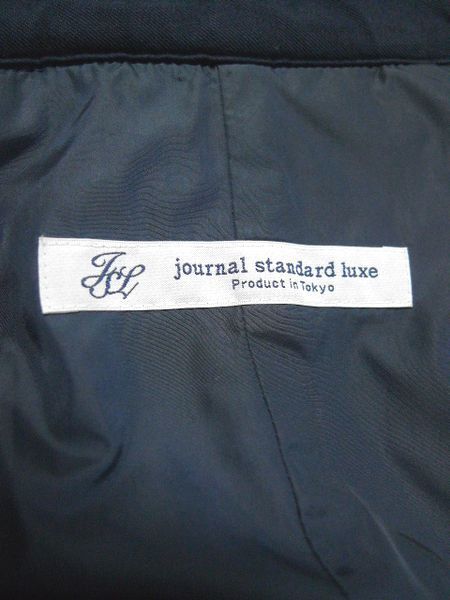 JSL
journal standard luxe
Product in Tokyo